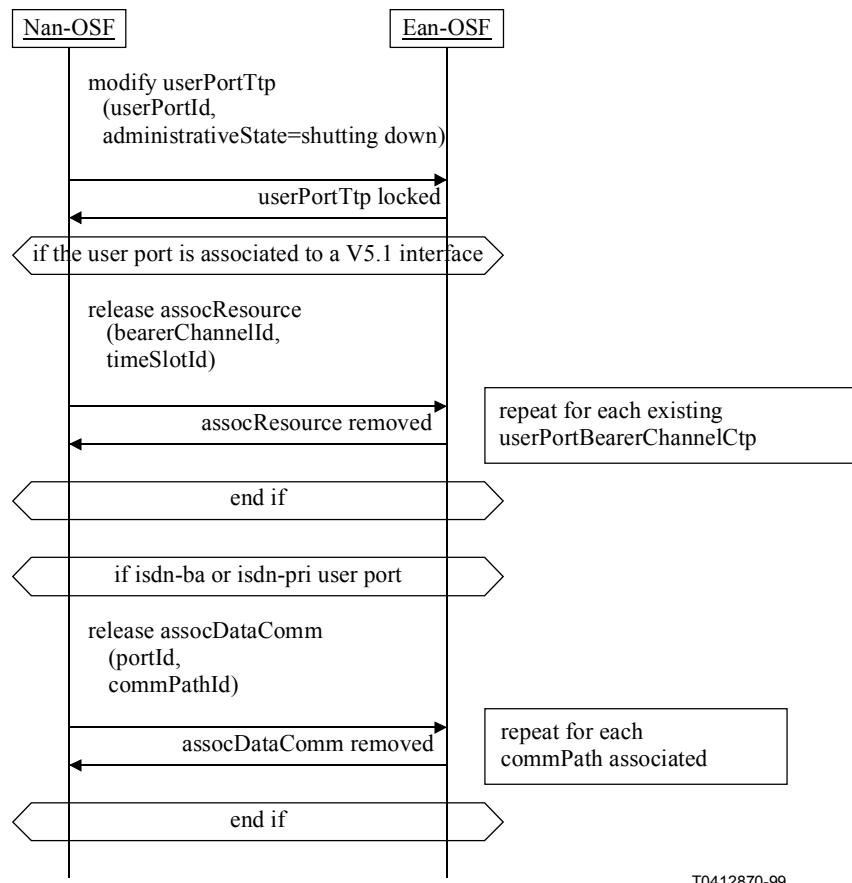 Nan-OSF
Ean-OSF
modify userPortTtp
(userPortId,
administrativeState=shutting down)
userPortTtp locked
if the user port is associated to a V5.1 interface
release assocResource
(bearerChannelId,
timeSlotId)
assocResource removed
repeat for each existing
userPortBearerChannelCtp
end if
if isdn-ba or isdn-pri user port
release assocDataComm
(portId,
commPathId)
assocDataComm removed
repeat for each
commPath associated
end if
T0412870-99